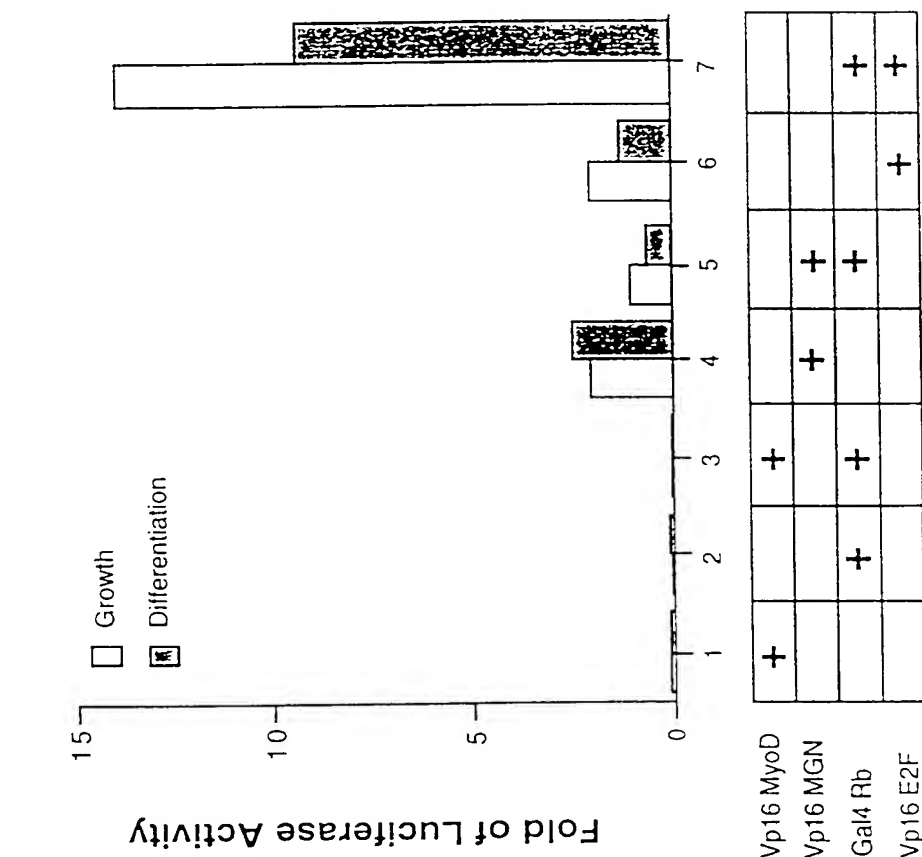 Growth
Differentiation
Fold of Luciferase Activity
15
10
5
0
1 2 3 4 5 6 7
Vp16 MyoD + +
Vp16 MGN + +
Gal4 Rb + + + +
Vp16 E2F + +